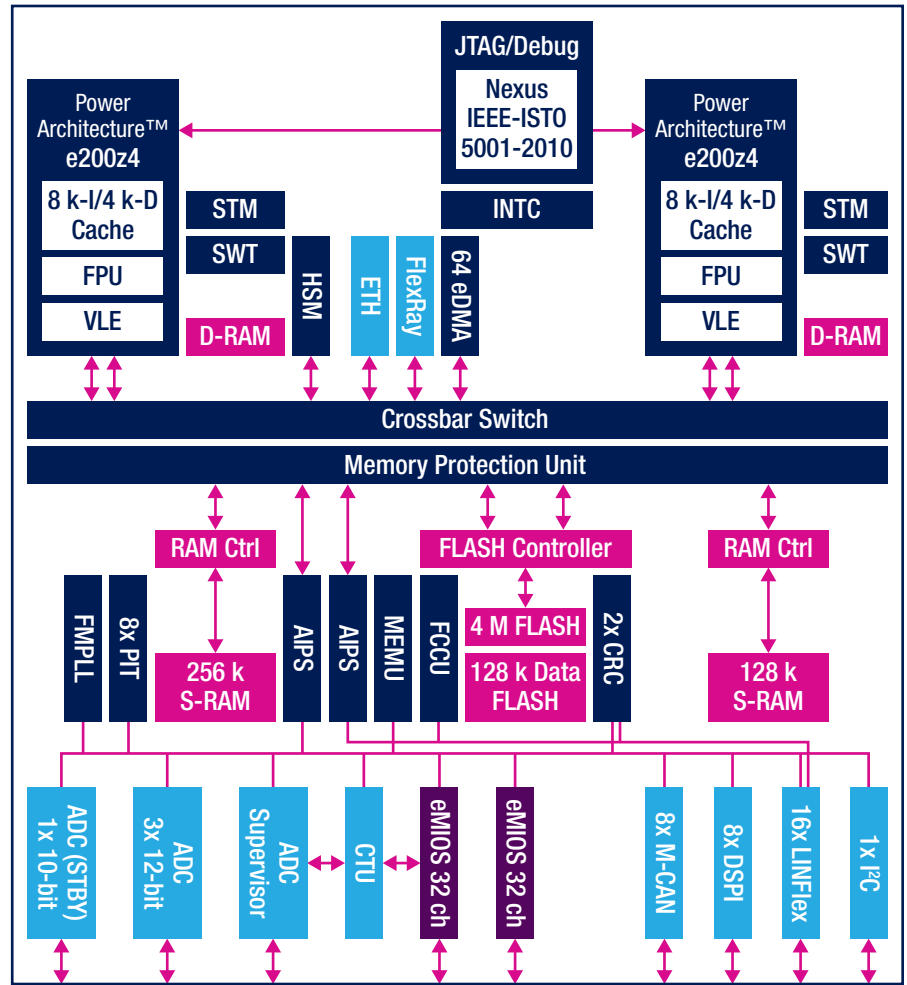 JTAG/Debug
Nexus
IEEE-ISTO
5001-2010
INTC
Power
Architecture™
e200z4
8 k-I/4 k-D
Cache
FPU
VLE
STM
SWT
D-RAM
HSM
ETH
FlexRay
64 eDMA
Power
Architecture™
e200z4
8 k-I/4 k-D
Cache
FPU
VLE
STM
SWT
D-RAM
Crossbar Switch
Memory Protection Unit
RAM Ctrl
FLASH Controller
RAM Ctrl
FMPLL
8x PIT
256 k
S-RAM
AIPS
AIPS
MEMU
FCCU
4 M FLASH
128 k Data
FLASH
2x CRC
128 k
S-RAM
ADC (STBY)
1x 10-bit
ADC
3x 12-bit
ADC
Supervisor
CTU
eMIOS 32 ch
eMIOS 32 ch
8x M-CAN
8x DSPI
16x LINFlex
1x I²C